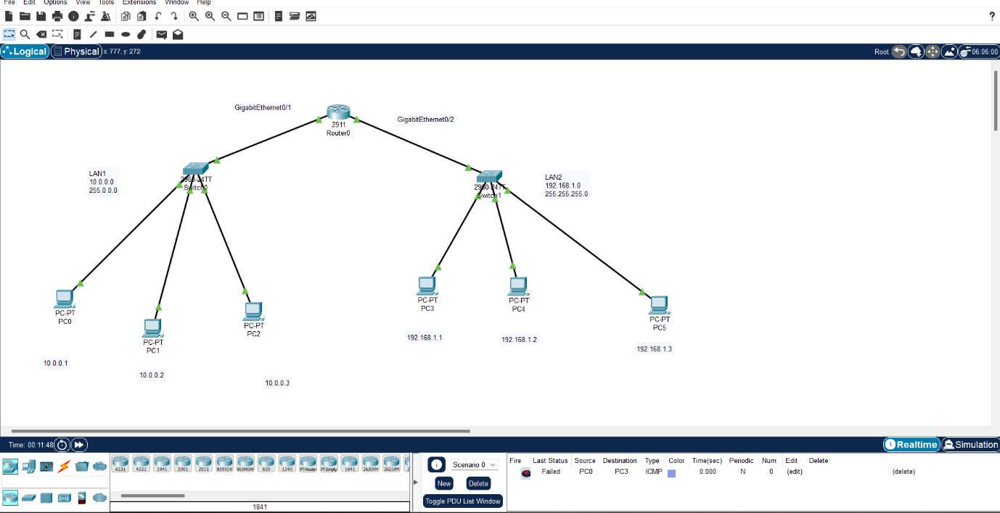 File Edit Options View Tools Extensions Window Help
?
Logical Physical x: 777, y: 272 Root 06:06:00
GigabitEthernet0/1
GigabitEthernet0/2
2911
Router0
LAN1
10.0.0.0
255.0.0.0
2960-24TT
Switch0
2960-24TT
Switch1
LAN2
192.168.1.0
255.255.255.0
PC-PT
PC0
PC-PT
PC1
PC-PT
PC2
PC-PT
PC3
PC-PT
PC4
PC-PT
PC5
10.0.0.1
10.0.0.2
10.0.0.3
192.168.1.1
192.168.1.2
192.168.1.3
Time: 00:11:48
Realtime Simulation
4331 4321 1941 2901 2911 819IOX 819HGW 829 1240 PT-Router PT-Empty 1841 2620XM 2621XM 2
1841
Scenario 0
New Delete
Toggle PDU List Window
Fire Last Status Source Destination Type Color Time(sec) Periodic Num Edit Delete
Failed PC0 PC3 ICMP 0.000 N 0 (edit) (delete)